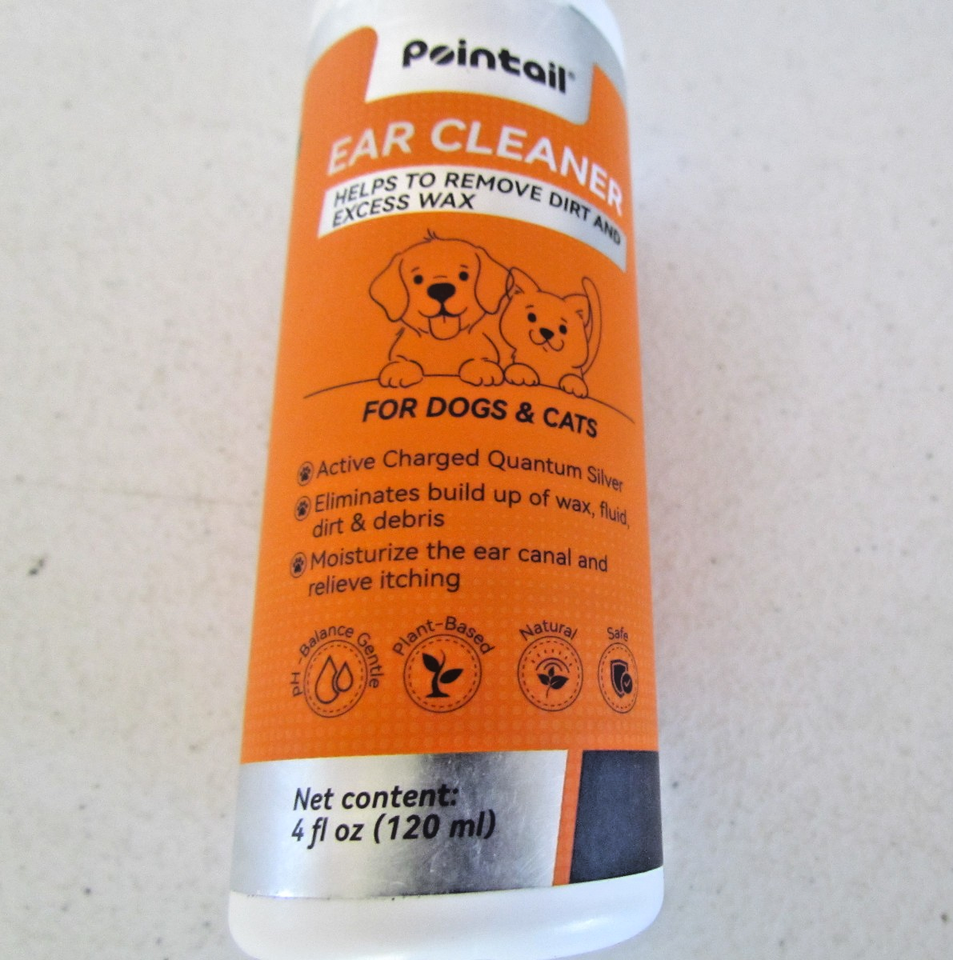 Pointail®
EAR CLEANER
HELPS TO REMOVE DIRT AND
EXCESS WAX
FOR DOGS & CATS
Active Charged Quantum Silver
Eliminates build up of wax, fluid,
dirt & debris
Moisturize the ear canal and
relieve itching
PH -Balance Gentle
Plant-Based
Natural
Safe
Net content:
4 fl oz (120 ml)